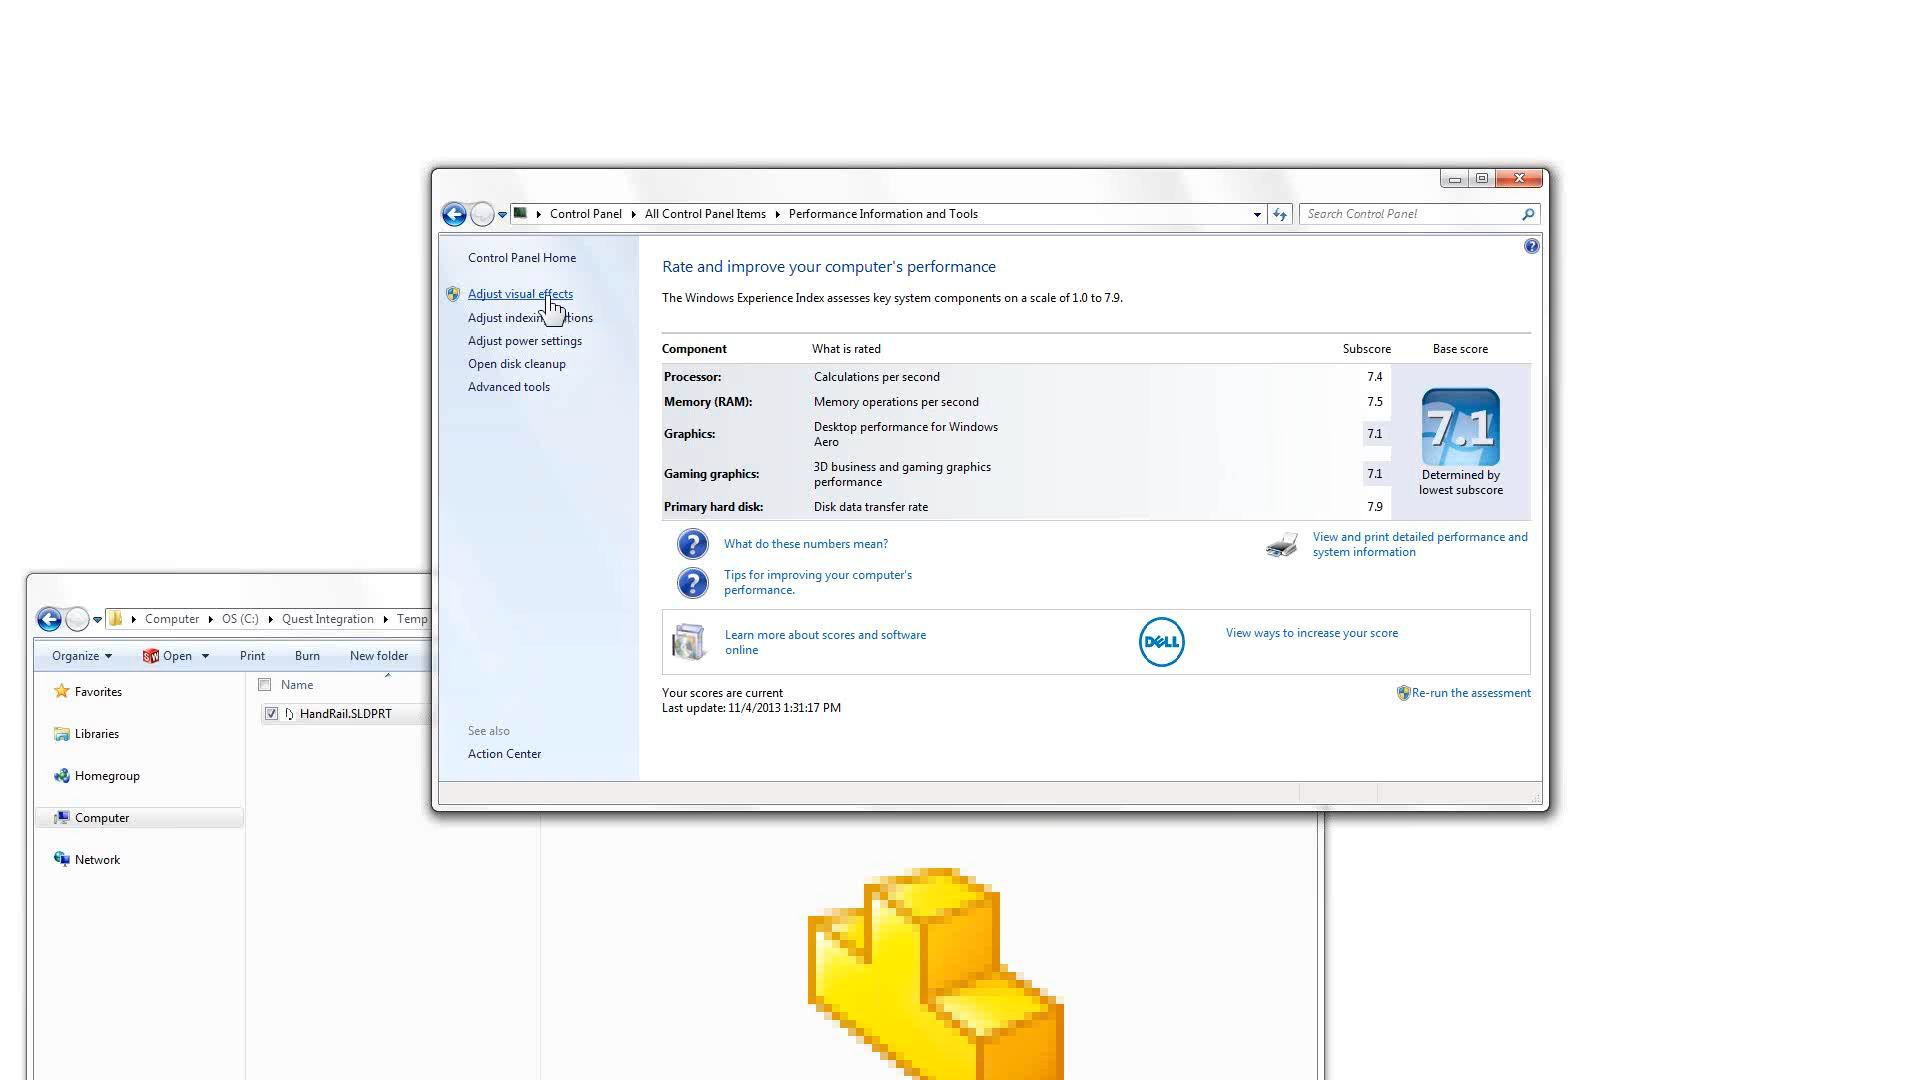 Control Panel
All Control Panel Items
Performance Information and Tools
Search Control Panel
Control Panel Home
Adjust visual effects
Adjust power settings
Open disk cleanup
Advanced tools
See also
Action Center
Rate and improve your computer's performance
The Windows Experience Index assesses key system components on a scale of 1.0 to 7.9.
Component What is rated Subscore Base score
Processor: Calculations per second 7.4
Memory (RAM): Memory operations per second 7.5
Graphics: Desktop performance for Windows
Aero 7.1
Gaming graphics: 3D business and gaming graphics
performance 7.1
Primary hard disk: Disk data transfer rate 7.9
7.1
Determined by
lowest subscore
What do these numbers mean?
View and print detailed performance and
system information
Tips for improving your computer's
performance.
Learn more about scores and software
online
DELL
View ways to increase your score
Your scores are current
Last update: 11/4/2013 1:31:17 PM
Re-run the assessment
Computer
OS (C:)
Quest Integration
Temp
Organize
SW
Open
Print
Burn
New folder
Favorites
Libraries
Homegroup
Computer
Network
Name
HandRail.SLDPRT